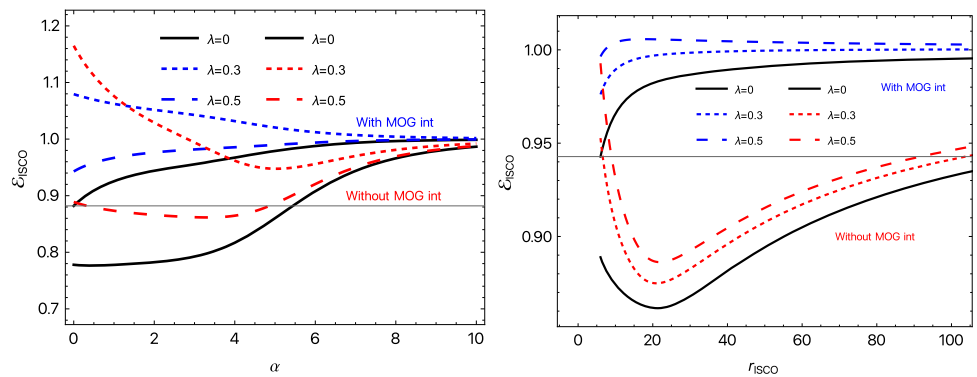 1.2
1.1
1.0
0.9
0.8
0.7
0 2 4 6 8 10
ℰISCO
α
λ=0 λ=0
λ=0.3 λ=0.3
λ=0.5 λ=0.5
With MOG int
Without MOG int
1.00
0.95
0.90
0 20 40 60 80 100
ℰISCO
rISCO
λ=0 λ=0
λ=0.3 λ=0.3
λ=0.5 λ=0.5
With MOG int
Without MOG int